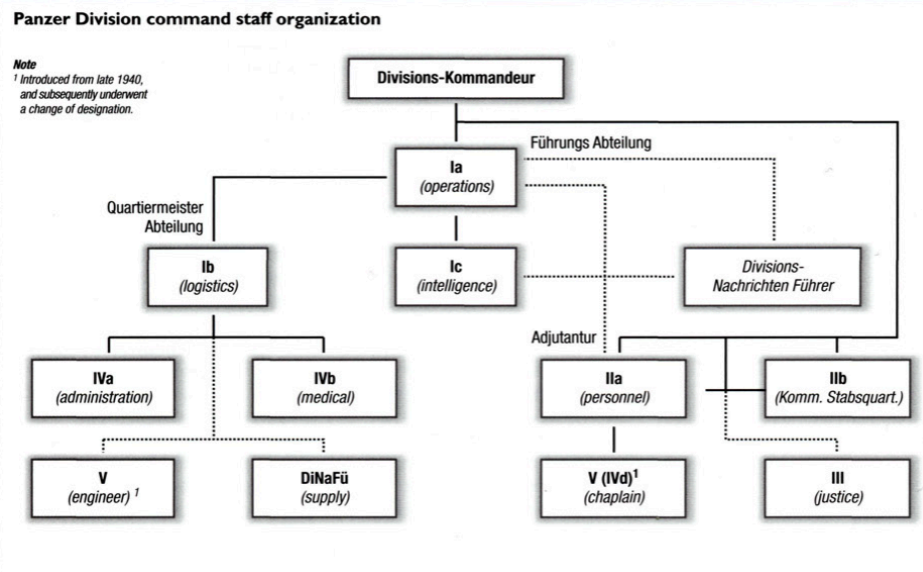 Panzer Division command staff organization
Note
¹ Introduced from late 1940,
and subsequently underwent
a change of designation.
Divisions-Kommandeur
Führungs Abteilung
Ia
(operations)
Quartiermeister
Abteilung
Ib
(logistics)
Ic
(intelligence)
Divisions-
Nachrichten Führer
Adjutantur
IVa
(administration)
IVb
(medical)
IIa
(personnel)
IIb
(Komm. Stabsquart.)
V
(engineer) ¹
DiNaFü
(supply)
V (IVd)¹
(chaplain)
III
(justice)